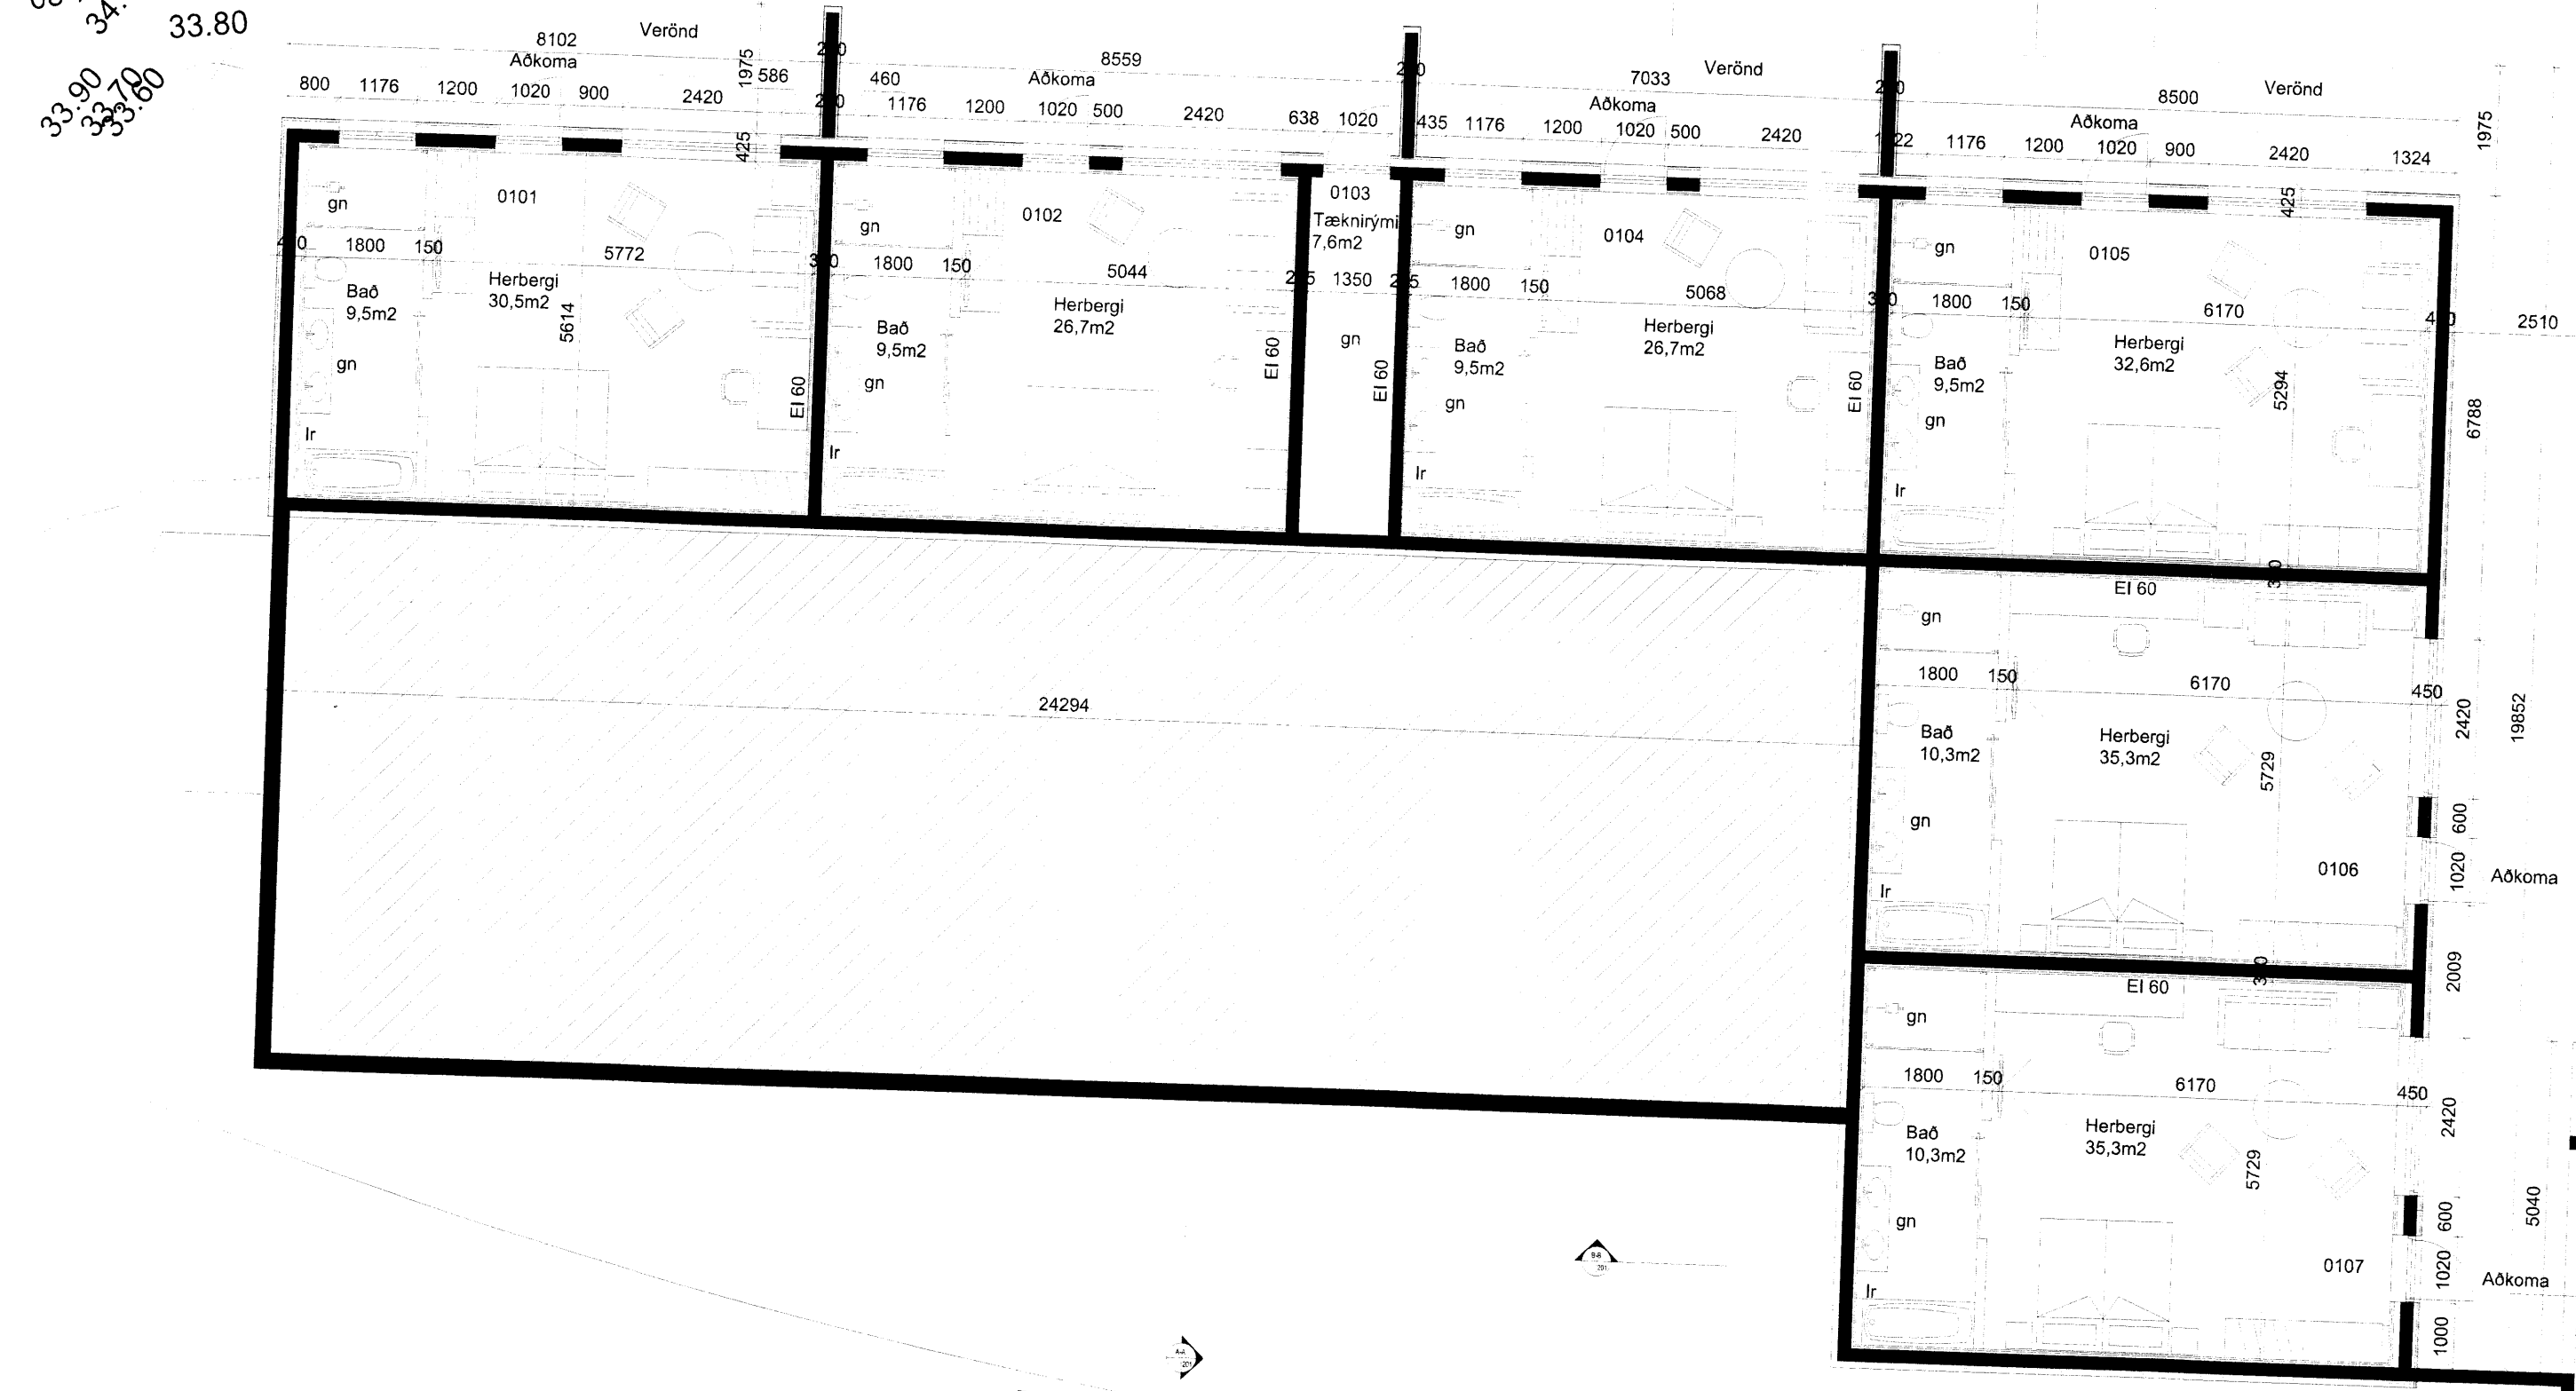 33.80
33.90
33.70
33.60
8102
Verönd
Aðkoma
800 1176 1200 1020 900 2420 1975 586
425
460
8559
Aðkoma
1176 1200 1020 500 2420 638 1020
7033
Verönd
Aðkoma
435 1176 1200 1020 500 2420
8500
Verönd
Aðkoma
1176 1200 1020 900 2420 1324
1975
425
gn
0101
1800 150 5772
Bað
9,5m2
Herbergi
30,5m2
5614
gn
lr
EI 60
gn
0102
1800 150 5044
Bað
9,5m2
Herbergi
26,7m2
gn
lr
EI 60
0103
Tæknirými
7,6m2
1350
gn
EI 60
gn
0104
1800 150 5068
Bað
9,5m2
Herbergi
26,7m2
gn
lr
EI 60
gn
0105
1800 150 6170
2510
Bað
9,5m2
Herbergi
32,6m2
5294
6788
gn
lr
EI 60
24294
gn
1800 150 6170 450
2420
19852
Bað
10,3m2
Herbergi
35,3m2
5729
gn
600
0106
1020
Aðkoma
lr
2009
EI 60
gn
1800 150 6170 450
2420
Bað
10,3m2
Herbergi
35,3m2
5729
5040
gn
600
0107
1020
Aðkoma
lr
1000
B-B
201
A-A
201